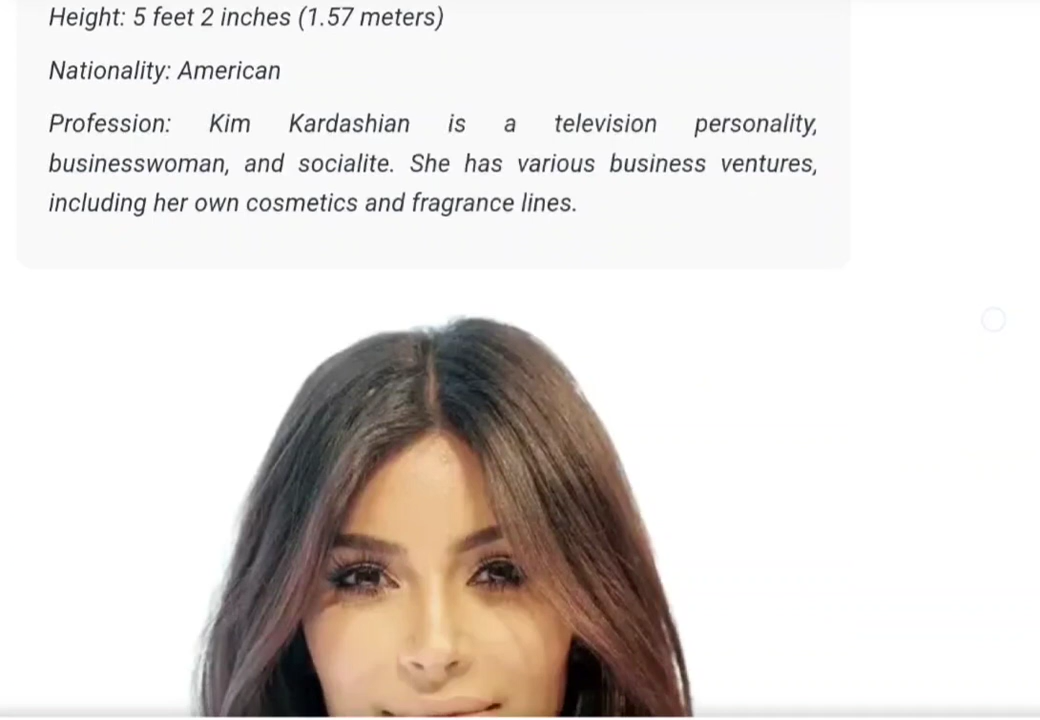 Height: 5 feet 2 inches (1.57 meters)
Nationality: American
Profession: Kim Kardashian is a television personality,
businesswoman, and socialite. She has various business ventures,
including her own cosmetics and fragrance lines.